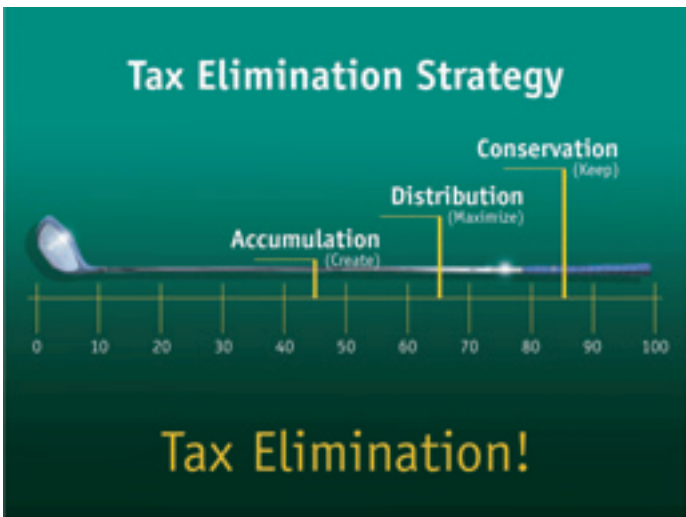 Tax Elimination Strategy
Conservation
(Keep)
Distribution
(Maximize)
Accumulation
(Create)
0 10 20 30 40 50 60 70 80 90 100
Tax Elimination!